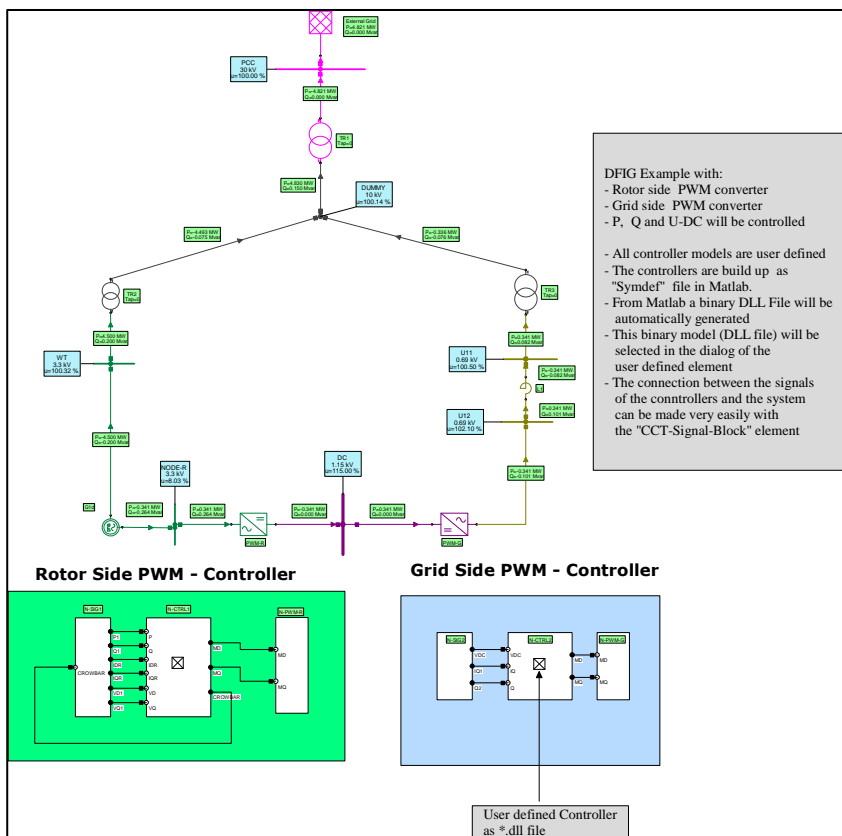 External Grid
P=4.821 MW
Q=0.000 Mvar
PCC
30 kV
u=100.00 %
P=-4.821 MW
Q=0.000 Mvar
TR1
Tap=0
P=4.830 MW
Q=0.150 Mvar
DUMMY
10 kV
u=100.14 %
P=-4.493 MW
Q=-0.075 Mvar
P=-0.336 MW
Q=-0.076 Mvar
TR2
Tap=0
TR3
Tap=0
P=4.500 MW
Q=0.200 Mvar
WT
3.3 kV
u=100.32 %
P=-4.500 MW
Q=-0.200 Mvar
P=0.341 MW
Q=0.082 Mvar
U11
0.69 kV
u=100.50 %
P=-0.341 MW
Q=-0.082 Mvar
L1
U12
0.69 kV
u=102.10 %
P=0.341 MW
Q=0.101 Mvar
P=-0.341 MW
Q=-0.101 Mvar
NODE-R
3.3 kV
u=8.03 %
DC
1.15 kV
u=115.00 %
P=-0.341 MW
Q=-0.264 Mvar
P=0.341 MW
Q=0.264 Mvar
P=-0.341 MW
Q=0.000 Mvar
P=0.341 MW
Q=0.000 Mvar
PWM-R
PWM-G
DFIG Example with:
- Rotor side PWM converter
- Grid side PWM converter
- P, Q and U-DC will be controlled
- All controller models are user defined
- The controllers are build up as
"Symdef" file in Matlab.
- From Matlab a binary DLL File will be
automatically generated
- This binary model (DLL file) will be
selected in the dialog of the
user defined element
- The connection between the signals
of the conntrollers and the system
can be made very easily with
the "CCT-Signal-Block" element
Rotor Side PWM - Controller
N-SIG1
N-CTRL1
N-PWM-R
P1
P
Q1
Q
IDR
IDR
IQR
IQR
VD1
VD
VQ1
VQ
CROWBAR
MD
MD
MQ
MQ
CROWBAR
Grid Side PWM - Controller
N-SIG2
N-CTRL2
N-PWM-G
VDC
VDC
IQ1
IQ
Q2
Q
MD
MD
MQ
MQ
User defined Controller
as *.dll file